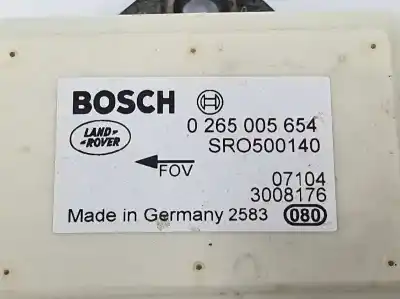 BOSCH
LAND-
-ROVER
0 265 005 654
SRO500140
FOV
07104
3008176
Made in Germany 2583 080